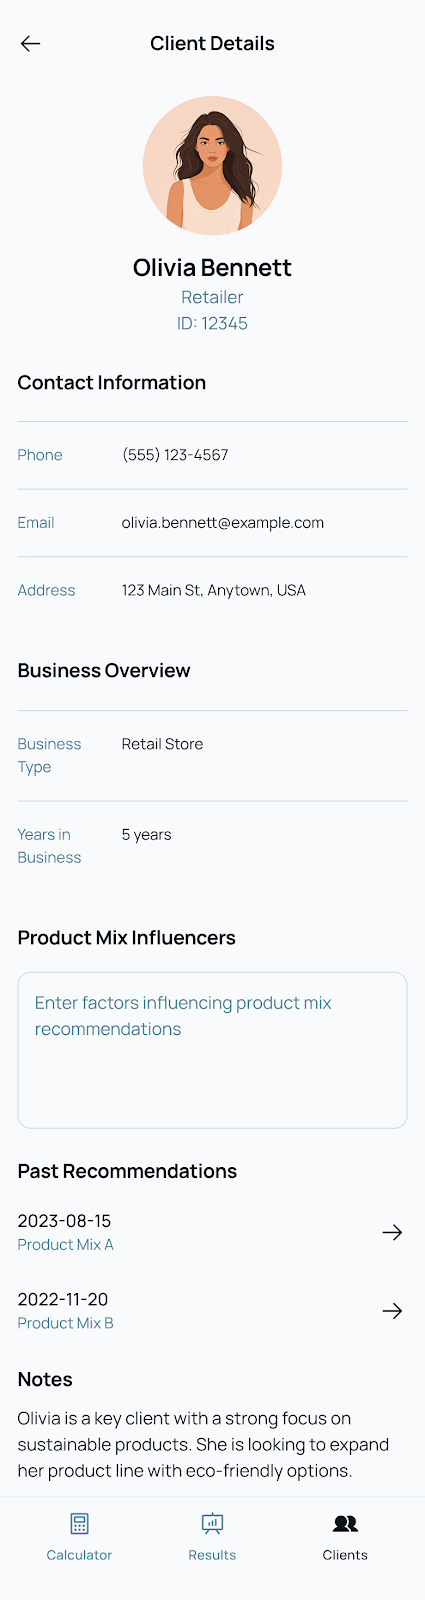 Client Details
Olivia Bennett
Retailer
ID: 12345
Contact Information
Phone (555) 123-4567
Email olivia.bennett@example.com
Address 123 Main St, Anytown, USA
Business Overview
Business Type Retail Store
Years in Business 5 years
Product Mix Influencers
Enter factors influencing product mix
recommendations
Past Recommendations
2023-08-15
Product Mix A
2022-11-20
Product Mix B
Notes
Olivia is a key client with a strong focus on
sustainable products. She is looking to expand
her product line with eco-friendly options.
Calculator Results Clients